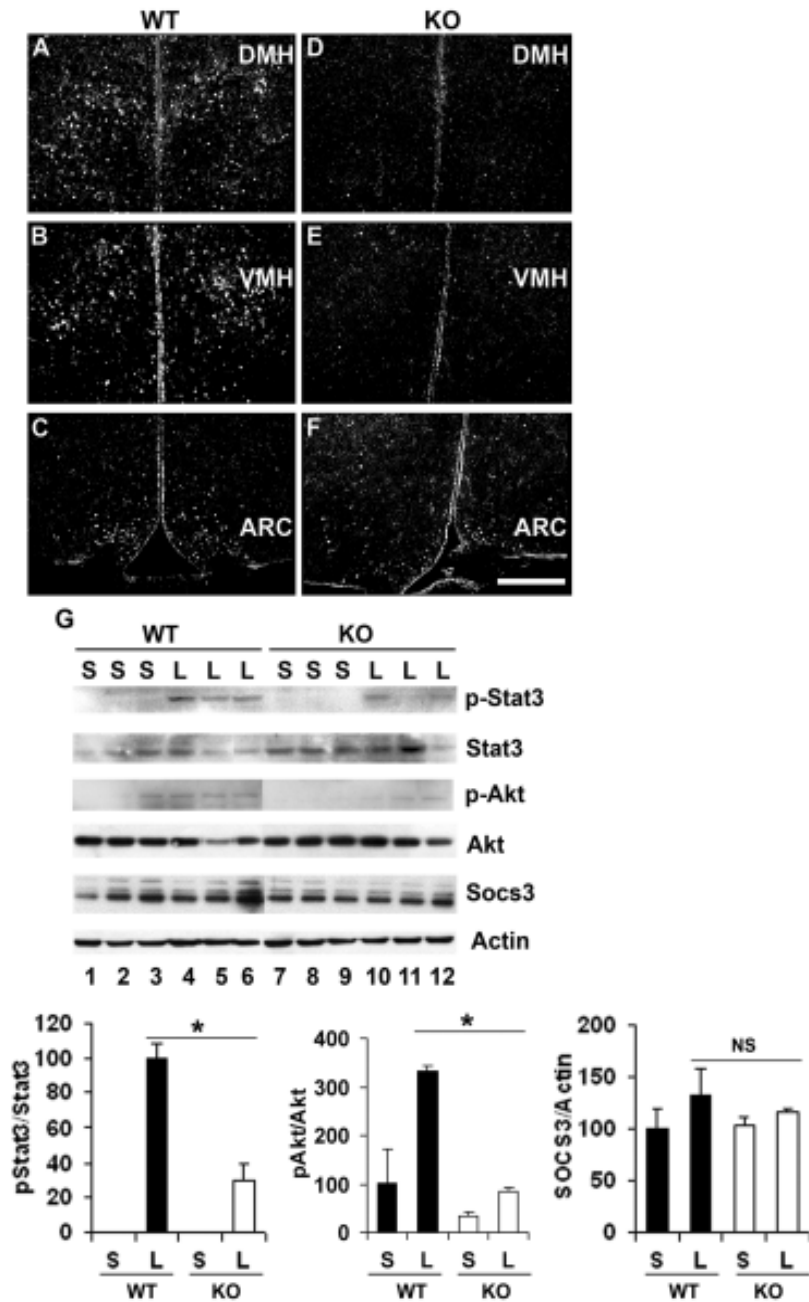 WT KO
A DMH D DMH
B VMH E VMH
C ARC F ARC
G
WT KO
S S S L L L S S S L L L
p-Stat3
Stat3
p-Akt
Akt
Socs3
Actin
1 2 3 4 5 6 7 8 9 10 11 12
pStat3/Stat3
120
100
80
60
40
20
0
*
S L S L
WT KO
pAkt/Akt
400
300
200
100
0
*
S L S L
WT KO
SOCS3/Actin
200
150
100
50
0
NS
S L S L
WT KO